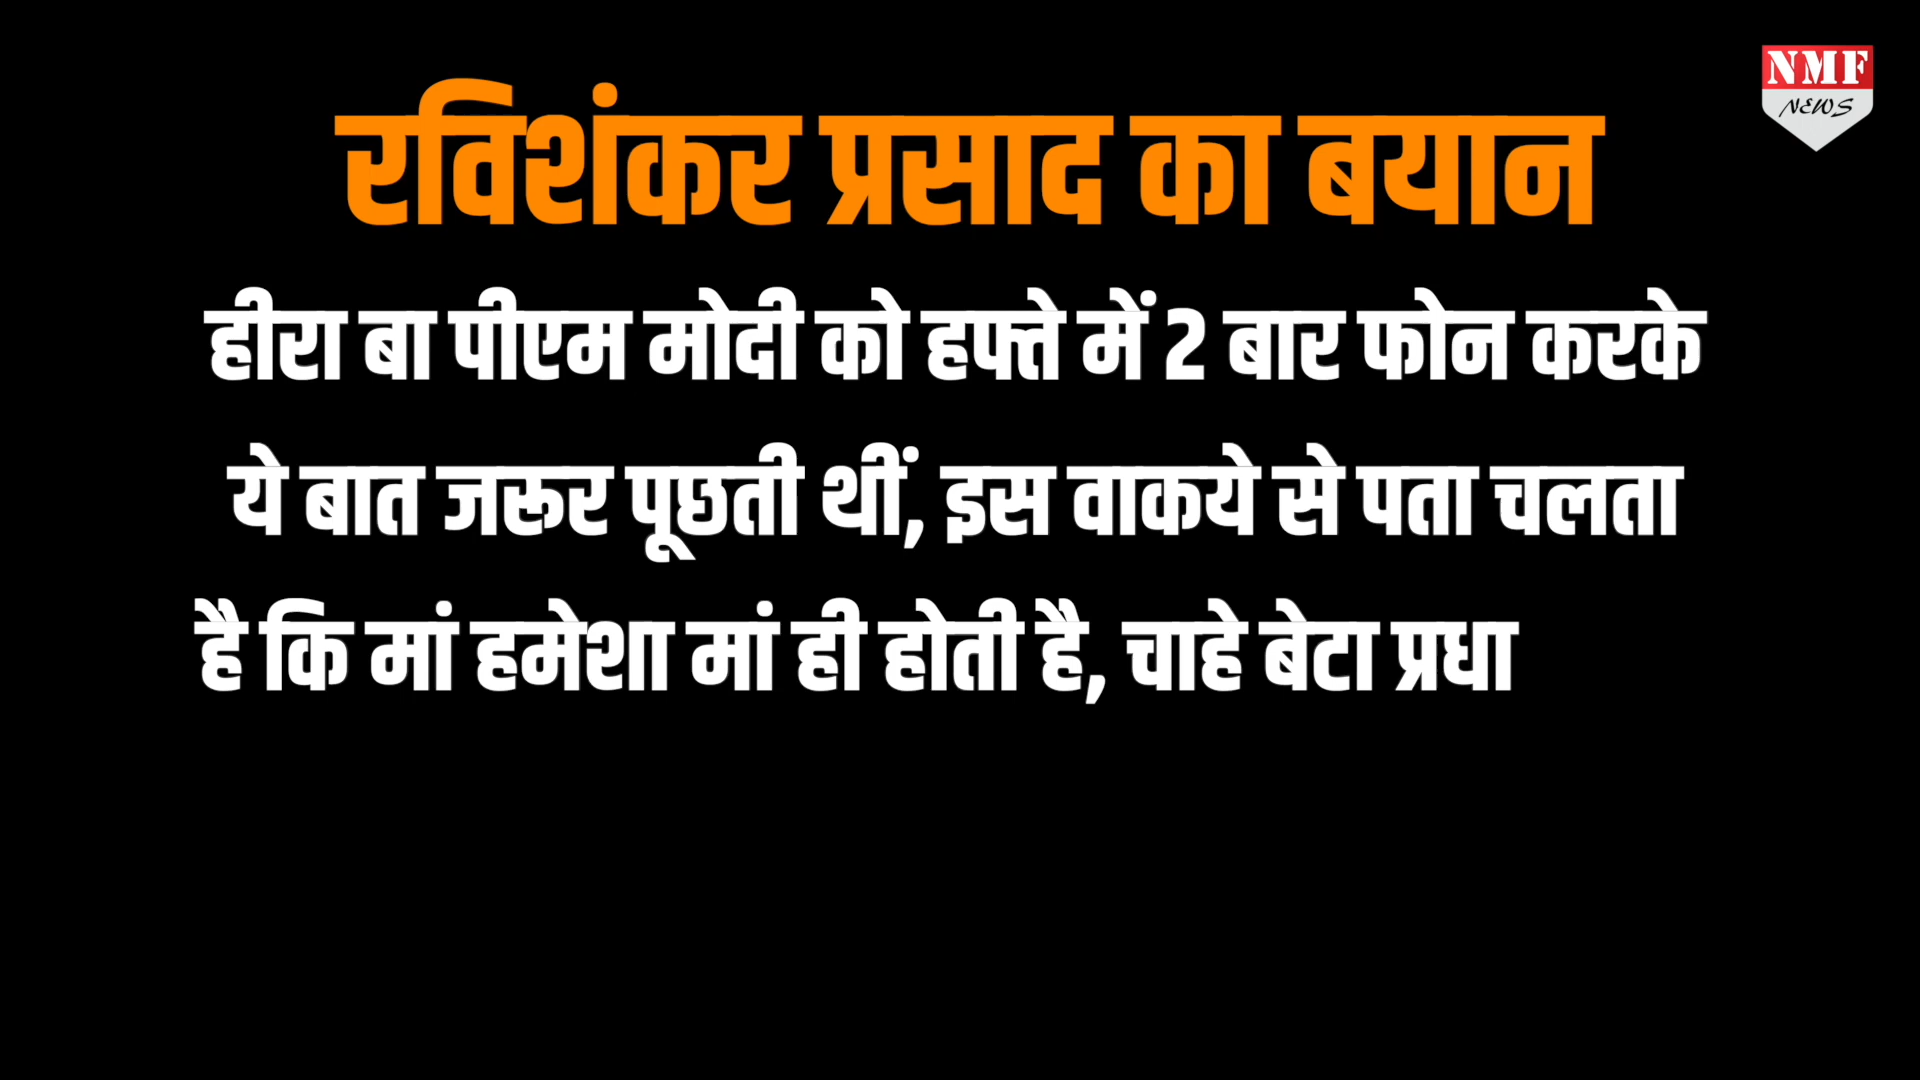 NMF
NEWS
रविशंकर प्रसाद का बयान
हीरा बा पीएम मोदी को हफ्ते में 2 बार फोन करके
ये बात जरूर पूछती थीं, इस वाकये से पता चलता
है कि मां हमेशा मां ही होती है, चाहे बेटा प्रधा